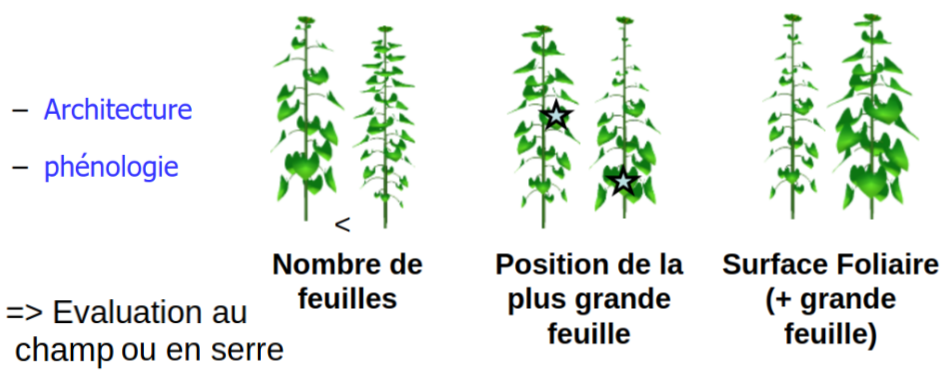 – Architecture
– phénologie
<
Nombre de
feuilles
Position de la
plus grande
feuille
Surface Foliaire
(+ grande
feuille)
=> Evaluation au
champ ou en serre